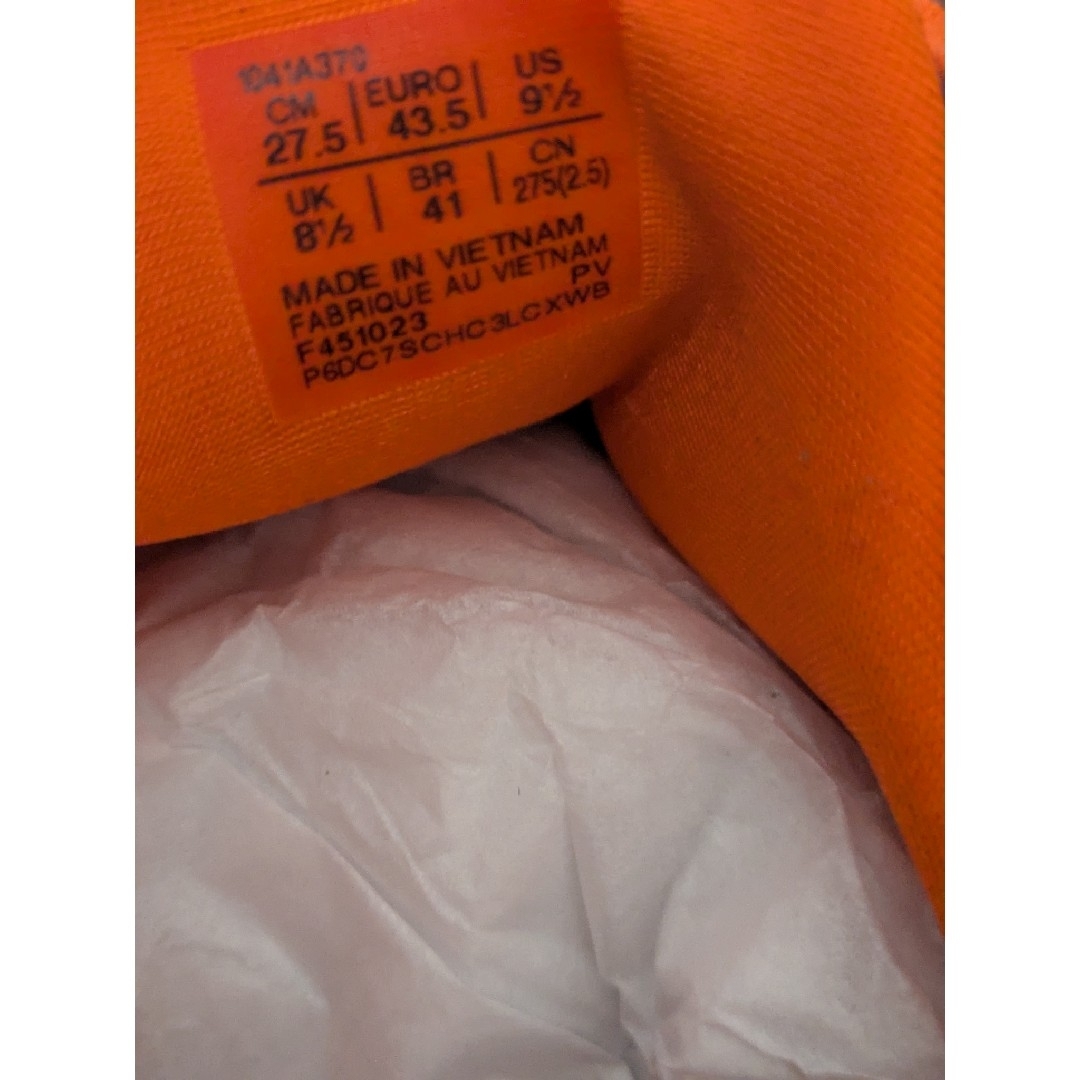 1041A370
CM | EURO | US
27.5 | 43.5 | 9½
UK | BR | CN
8½ | 41 | 275(2.5)
MADE IN VIETNAM
FABRIQUE AU VIETNAM
PV
F451023
P6DC7SCHC3LCXWB